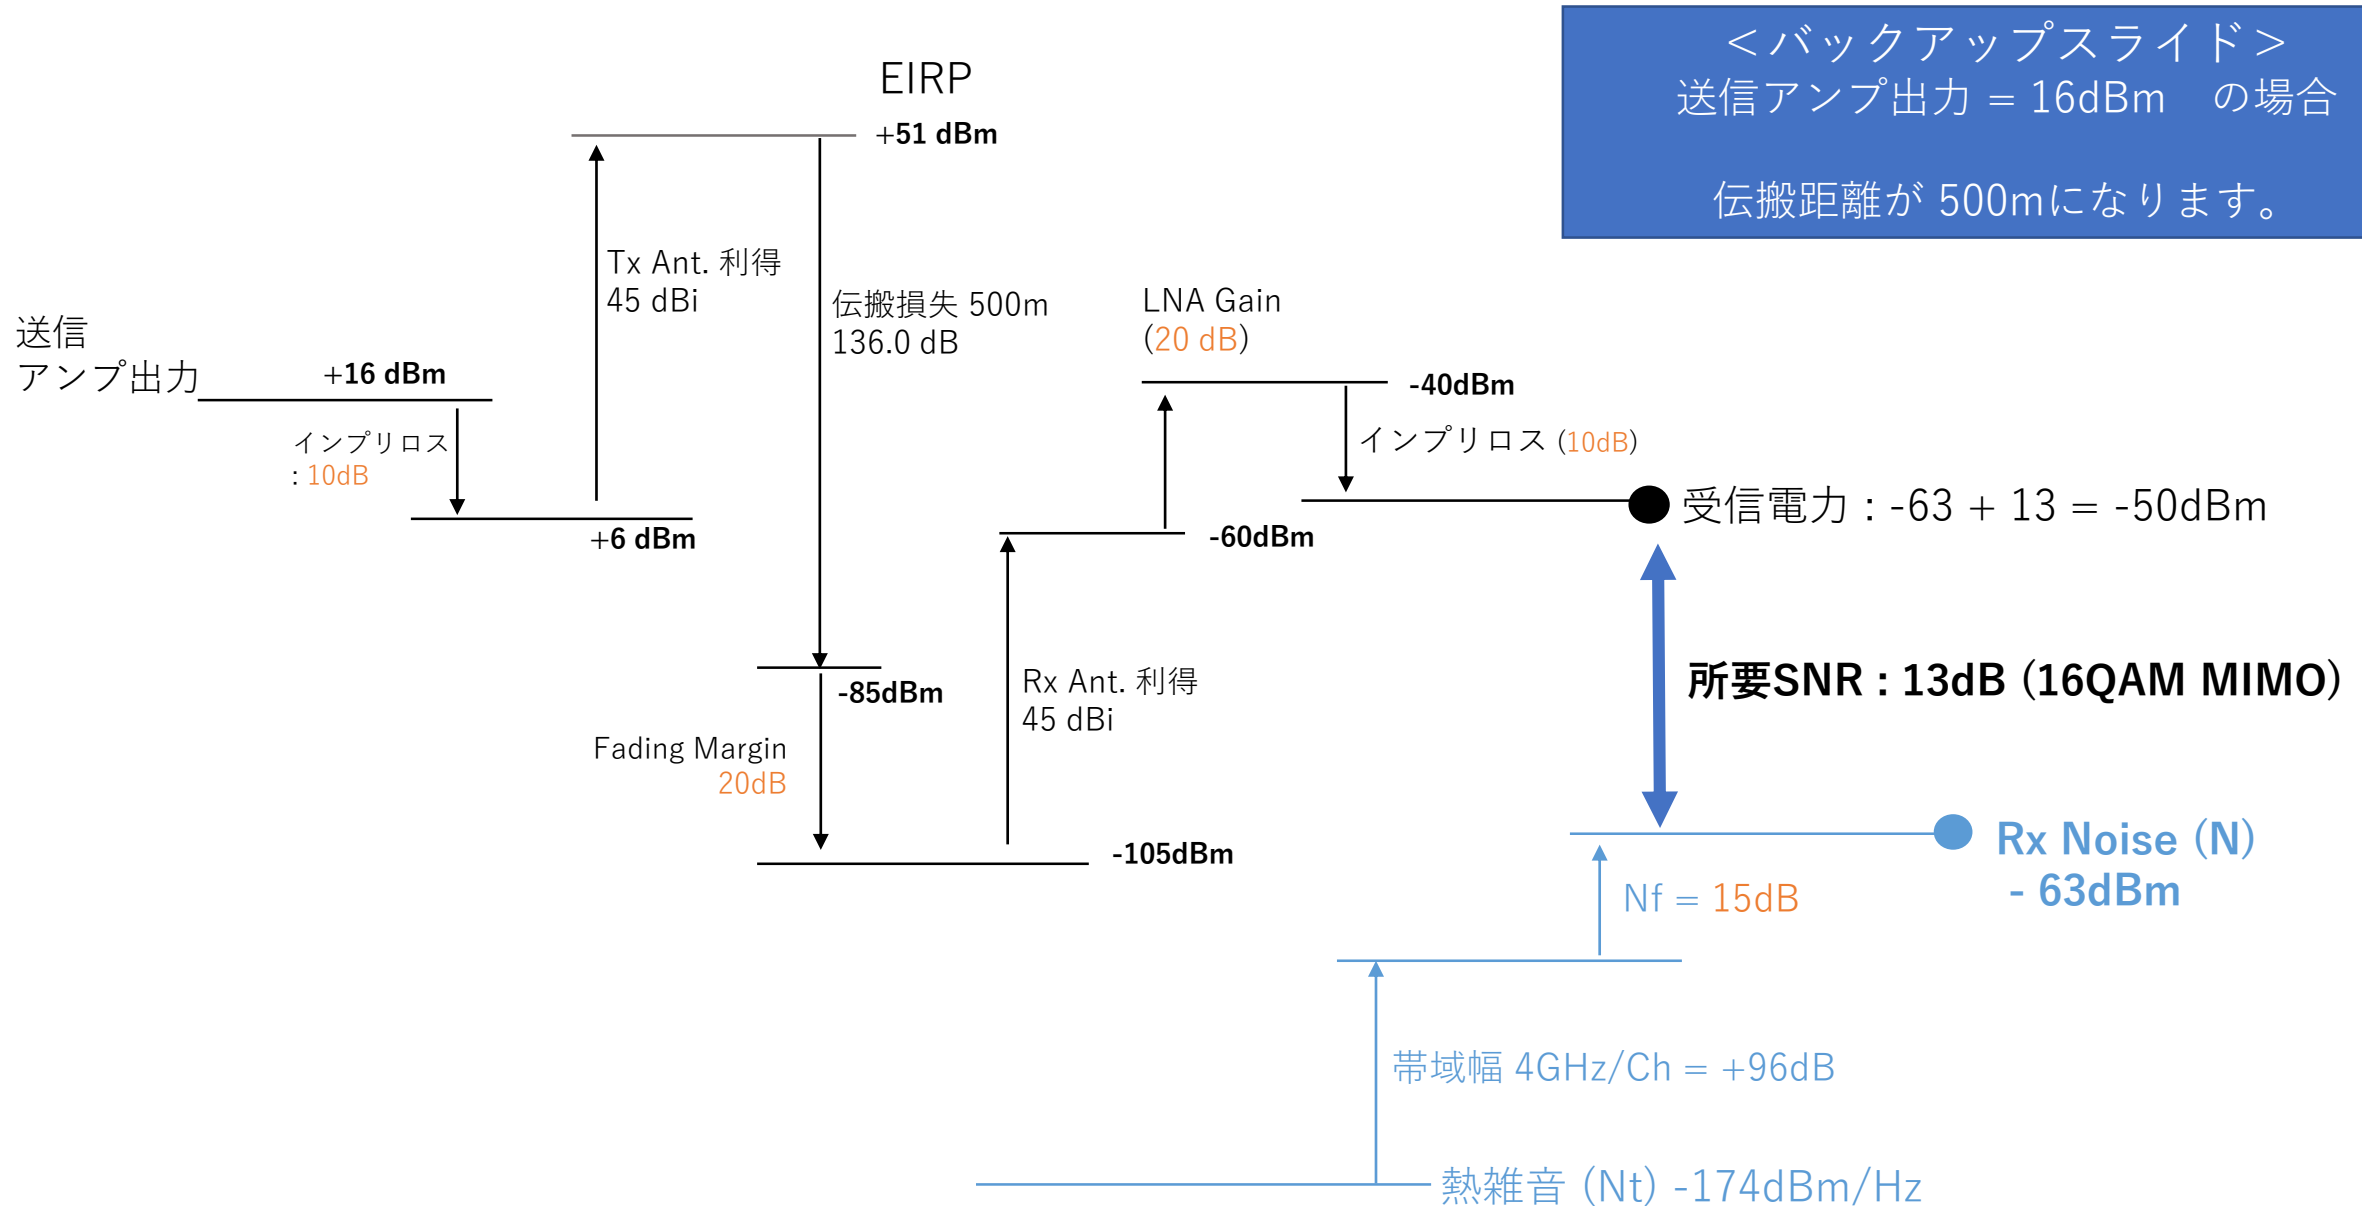 ＜バックアップスライド＞
送信アンプ出力 = 16dBm　の場合
伝搬距離が 500mになります。
EIRP
+51 dBm
Tx Ant. 利得
45 dBi
伝搬損失 500m
136.0 dB
LNA Gain
(20 dB)
送信
アンプ出力
+16 dBm
-40dBm
インプリロス
: 10dB
インプリロス (10dB)
受信電力 : -63 + 13 = -50dBm
+6 dBm
-60dBm
所要SNR : 13dB (16QAM MIMO)
-85dBm
Rx Ant. 利得
45 dBi
Fading Margin
20dB
-105dBm
Rx Noise (N)
- 63dBm
Nf = 15dB
帯域幅 4GHz/Ch = +96dB
熱雑音 (Nt) -174dBm/Hz